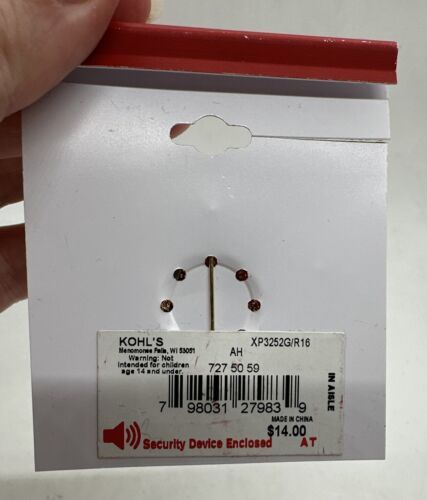 KOHL'S
XP3252G/R16
Menomonee Falls, WI 53051
AH
Warning: Not
intended for children
age 14 and under.
727 50 59
IN AISLE
7 98031 27983 9
MADE IN CHINA
$14.00
Security Device Enclosed
AT